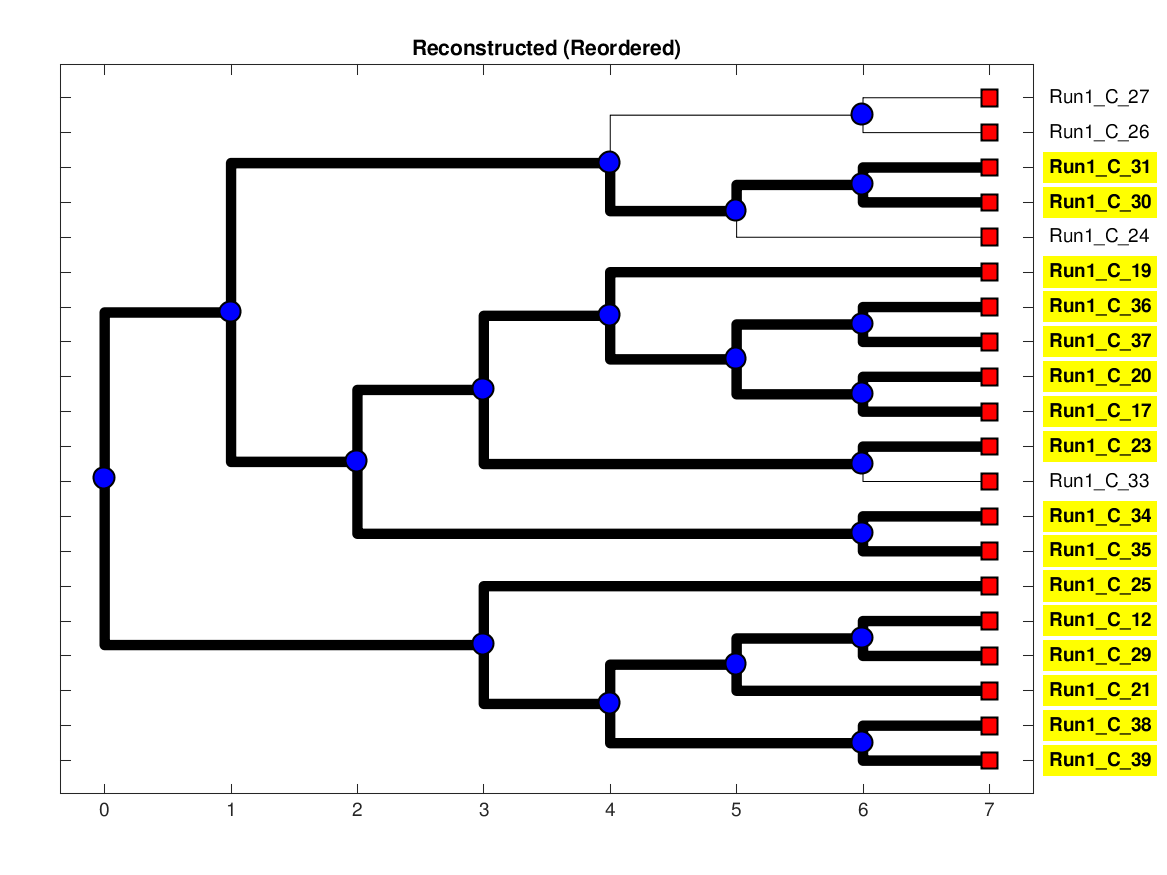 Reconstructed (Reordered)
Run1_C_27
Run1_C_26
Run1_C_31
Run1_C_30
Run1_C_24
Run1_C_19
Run1_C_36
Run1_C_37
Run1_C_20
Run1_C_17
Run1_C_23
Run1_C_33
Run1_C_34
Run1_C_35
Run1_C_25
Run1_C_12
Run1_C_29
Run1_C_21
Run1_C_38
Run1_C_39
0 1 2 3 4 5 6 7